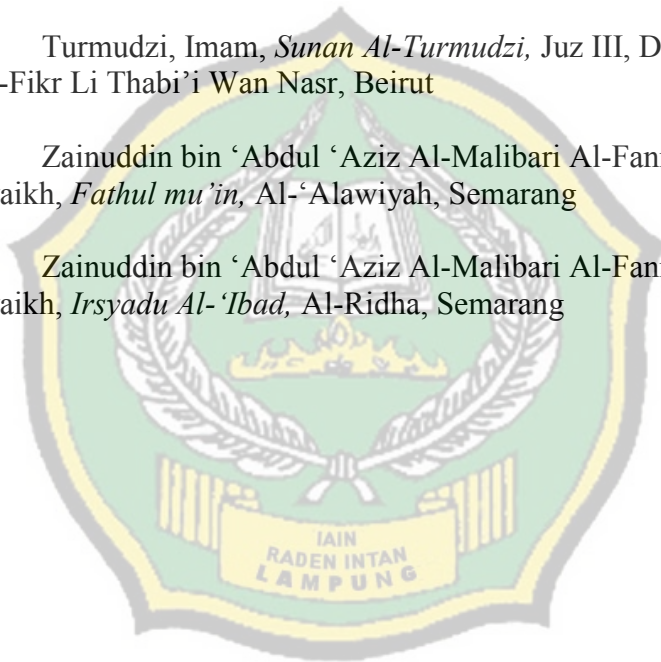 Turmudzi, Imam, Sunan Al-Turmudzi, Juz III, D
-Fikr Li Thabi’i Wan Nasr, Beirut
Zainuddin bin ‘Abdul ‘Aziz Al-Malibari Al-Fani
aikh, Fathul mu’in, Al-‘Alawiyah, Semarang
Zainuddin bin ‘Abdul ‘Aziz Al-Malibari Al-Fani
aikh, Irsyadu Al-‘Ibad, Al-Ridha, Semarang
IAIN
RADEN INTAN
LAMPUNG